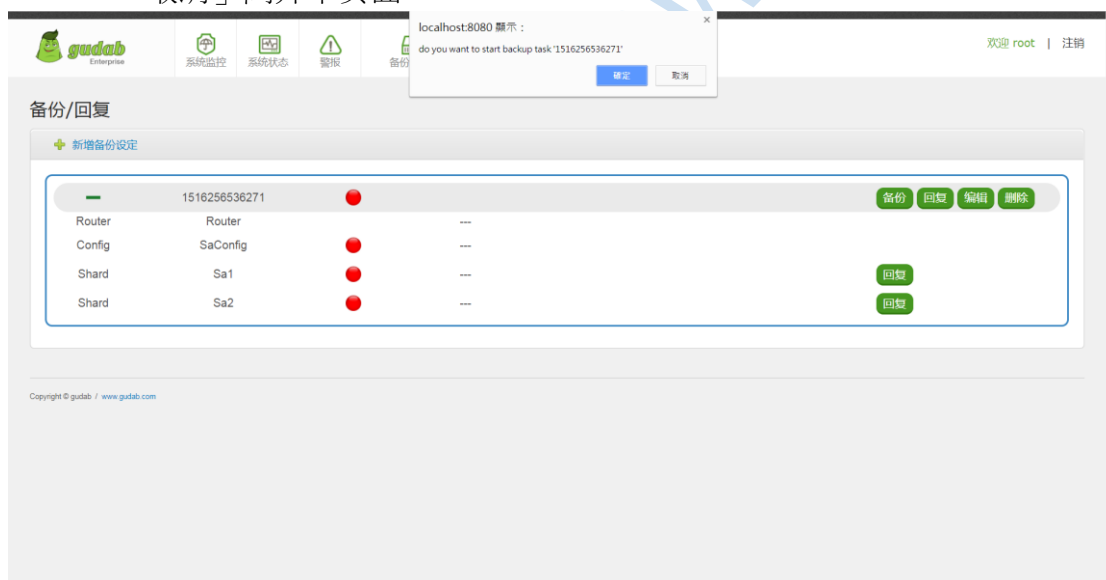 localhost:8080 顯示：
×
do you want to start backup task '1516256536271'
確定 取消
gudab
Enterprise
系统监控 系统状态 警报 备份
欢迎 root | 注销
备份/回复
新增备份设定
1516256536271 备份 回复 编辑 删除
Router Router ---
Config SaConfig ---
Shard Sa1 --- 回复
Shard Sa2 --- 回复
Copyright © gudab / www.gudab.com